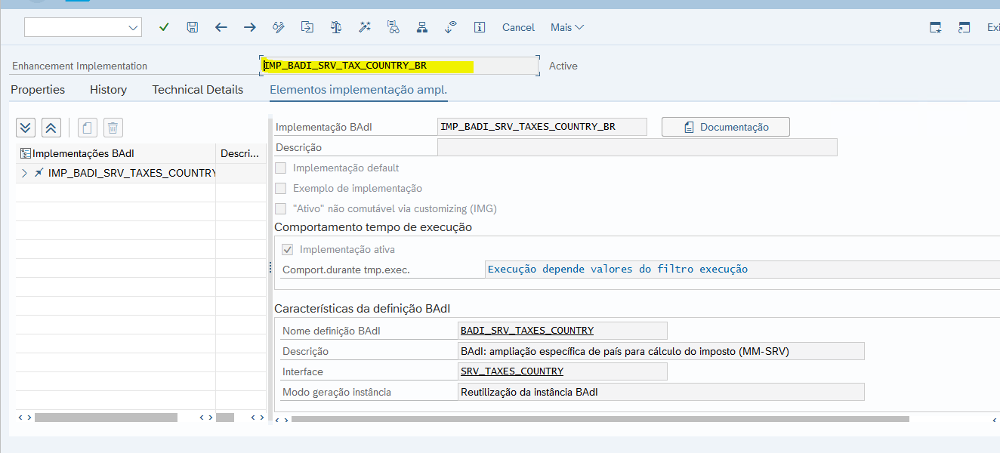 Cancel Mais Exi
Enhancement Implementation IMP_BADI_SRV_TAX_COUNTRY_BR Active
Properties History Technical Details Elementos implementação ampl.
Implementação BAdI IMP_BADI_SRV_TAXES_COUNTRY_BR Documentação
Descrição
Implementações BAdI Descri...
IMP_BADI_SRV_TAXES_COUNTRY
Implementação default
Exemplo de implementação
"Ativo" não comutável via customizing (IMG)
Comportamento tempo de execução
Implementação ativa
Comport.durante tmp.exec. Execução depende valores do filtro execução
Características da definição BAdI
Nome definição BAdI BADI_SRV_TAXES_COUNTRY
Descrição BAdI: ampliação específica de país para cálculo do imposto (MM-SRV)
Interface SRV_TAXES_COUNTRY
Modo geração instância Reutilização da instância BAdI